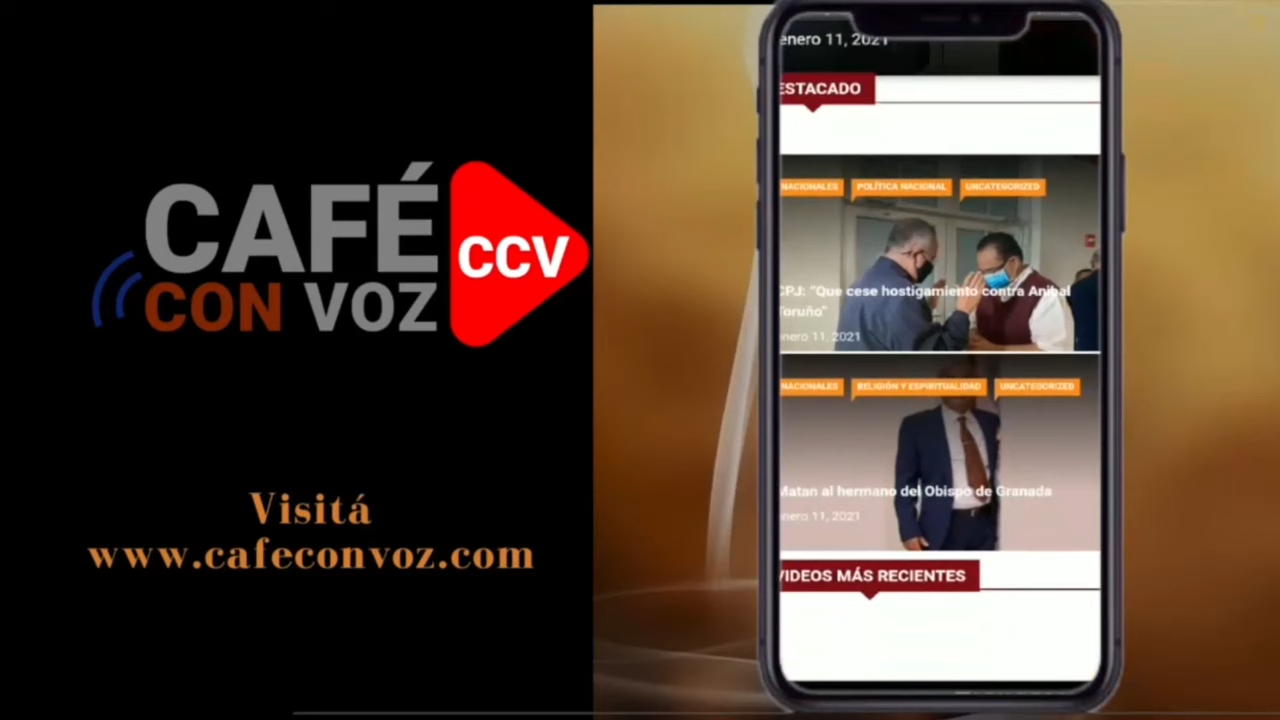 CAFÉ
CON VOZ
CCV
Visitá
www.cafeconvoz.com
enero 11, 2021
ESTACADO
NACIONALES
POLÍTICA NACIONAL
UNCATEGORIZED
CPJ: “Que cese hostigamiento contra Anibal
Toruño”
enero 11, 2021
NACIONALES
RELIGIÓN Y ESPIRITUALIDAD
UNCATEGORIZED
Matan al hermano del Obispo de Granada
enero 11, 2021
VIDEOS MÁS RECIENTES